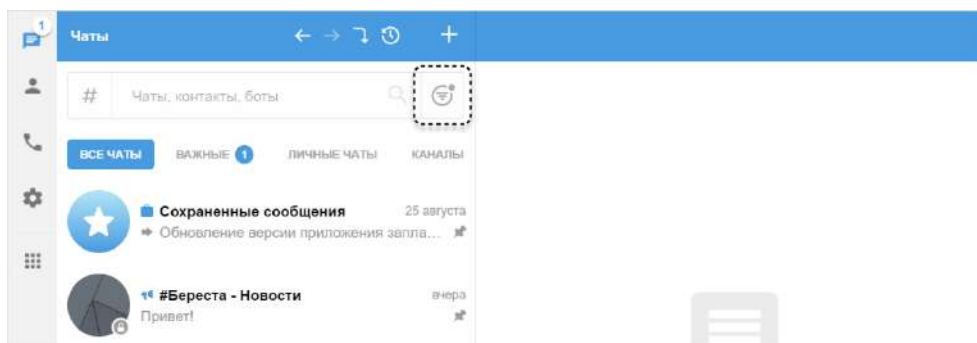 1
Чаты
# Чаты, контакты, боты
ВСЕ ЧАТЫ ВАЖНЫЕ 1 ЛИЧНЫЕ ЧАТЫ КАНАЛЫ
Сохраненные сообщения 25 августа
Обновление версии приложения запла...
#Береста - Новости вчера
Привет!